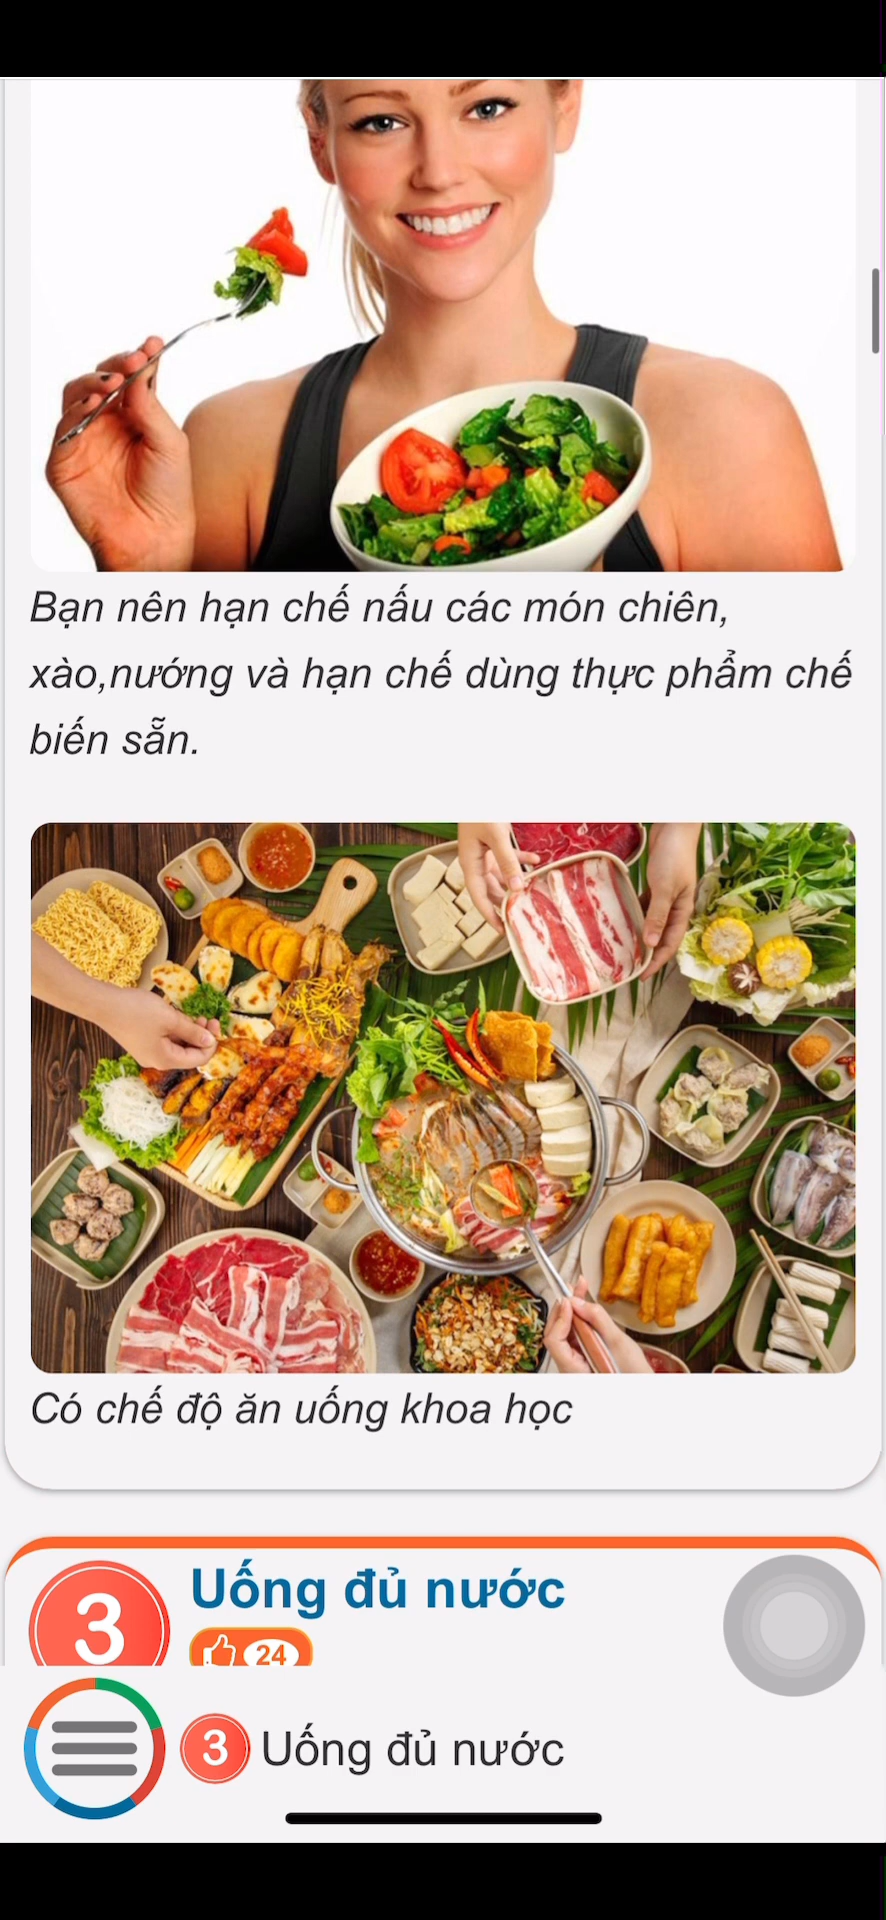 Bạn nên hạn chế nấu các món chiên,
xào,nướng và hạn chế dùng thực phẩm chế
biến sẵn.
Có chế độ ăn uống khoa học
3
Uống đủ nước
24
3 Uống đủ nước